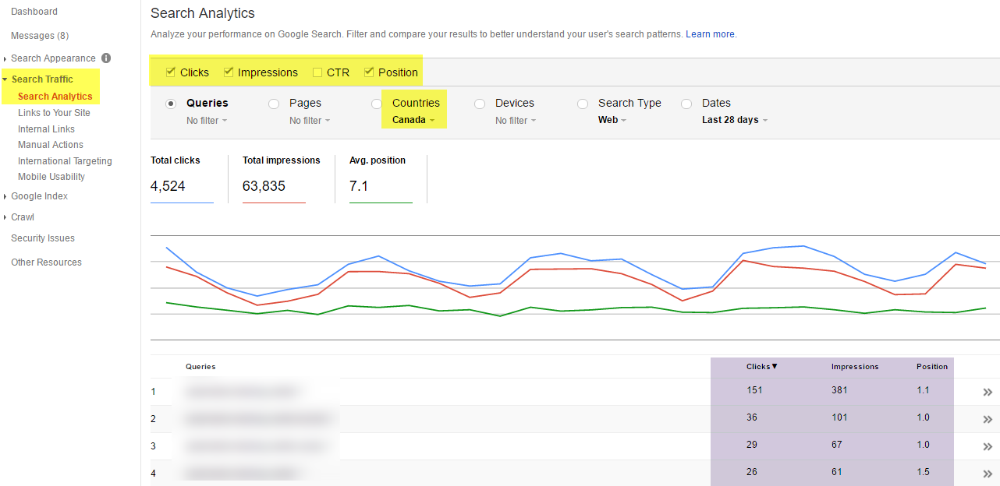 Dashboard
Messages (8)
Search Appearance
Search Traffic
Search Analytics
Links to Your Site
Internal Links
Manual Actions
International Targeting
Mobile Usability
Google Index
Crawl
Security Issues
Other Resources
Search Analytics
Analyze your performance on Google Search. Filter and compare your results to better understand your user's search patterns. Learn more.
Clicks Impressions CTR Position
Queries Pages Countries Devices Search Type Dates
No filter No filter Canada No filter Web Last 28 days
Total clicks Total impressions Avg. position
4,524 63,835 7.1
Queries Clicks▼ Impressions Position
1 151 381 1.1 »
2 36 101 1.0 »
3 29 67 1.0 »
4 26 61 1.5 »